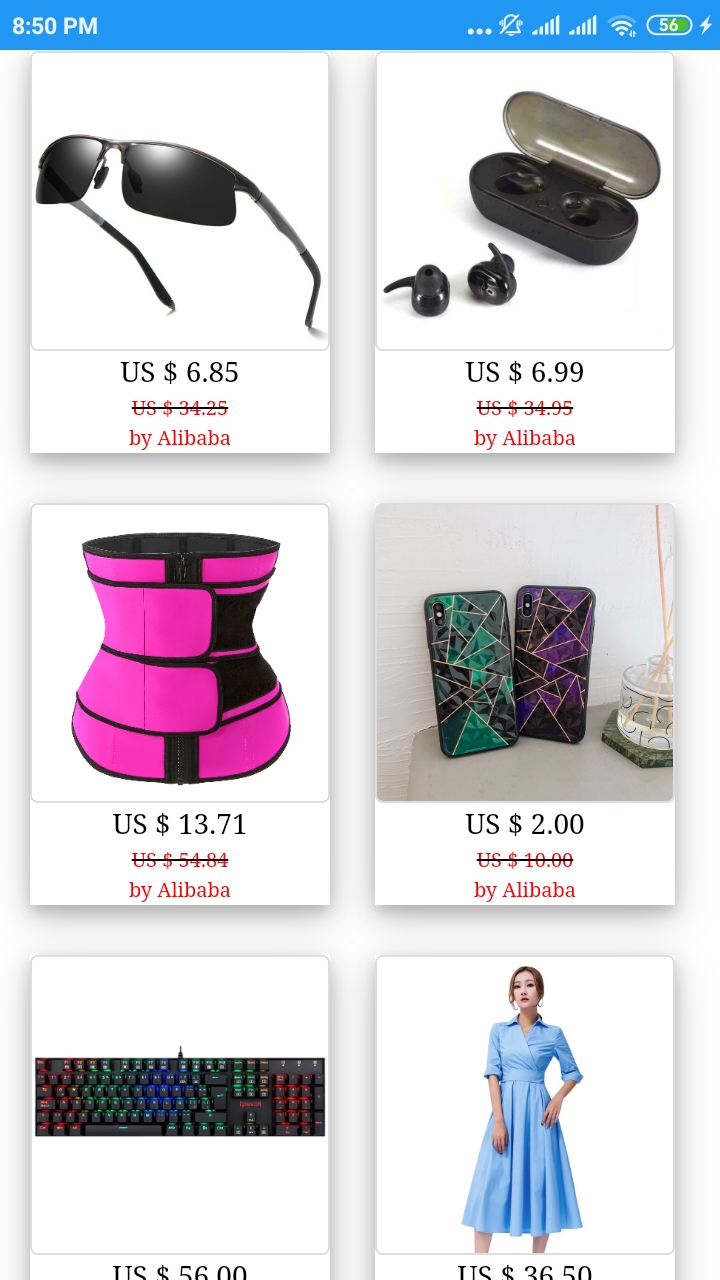 8:50 PM
56
US $ 6.85
US $ 34.25
by Alibaba
US $ 6.99
US $ 34.95
by Alibaba
US $ 13.71
US $ 54.84
by Alibaba
US $ 2.00
US $ 10.00
by Alibaba
US $ 56.00
US $ 36.50